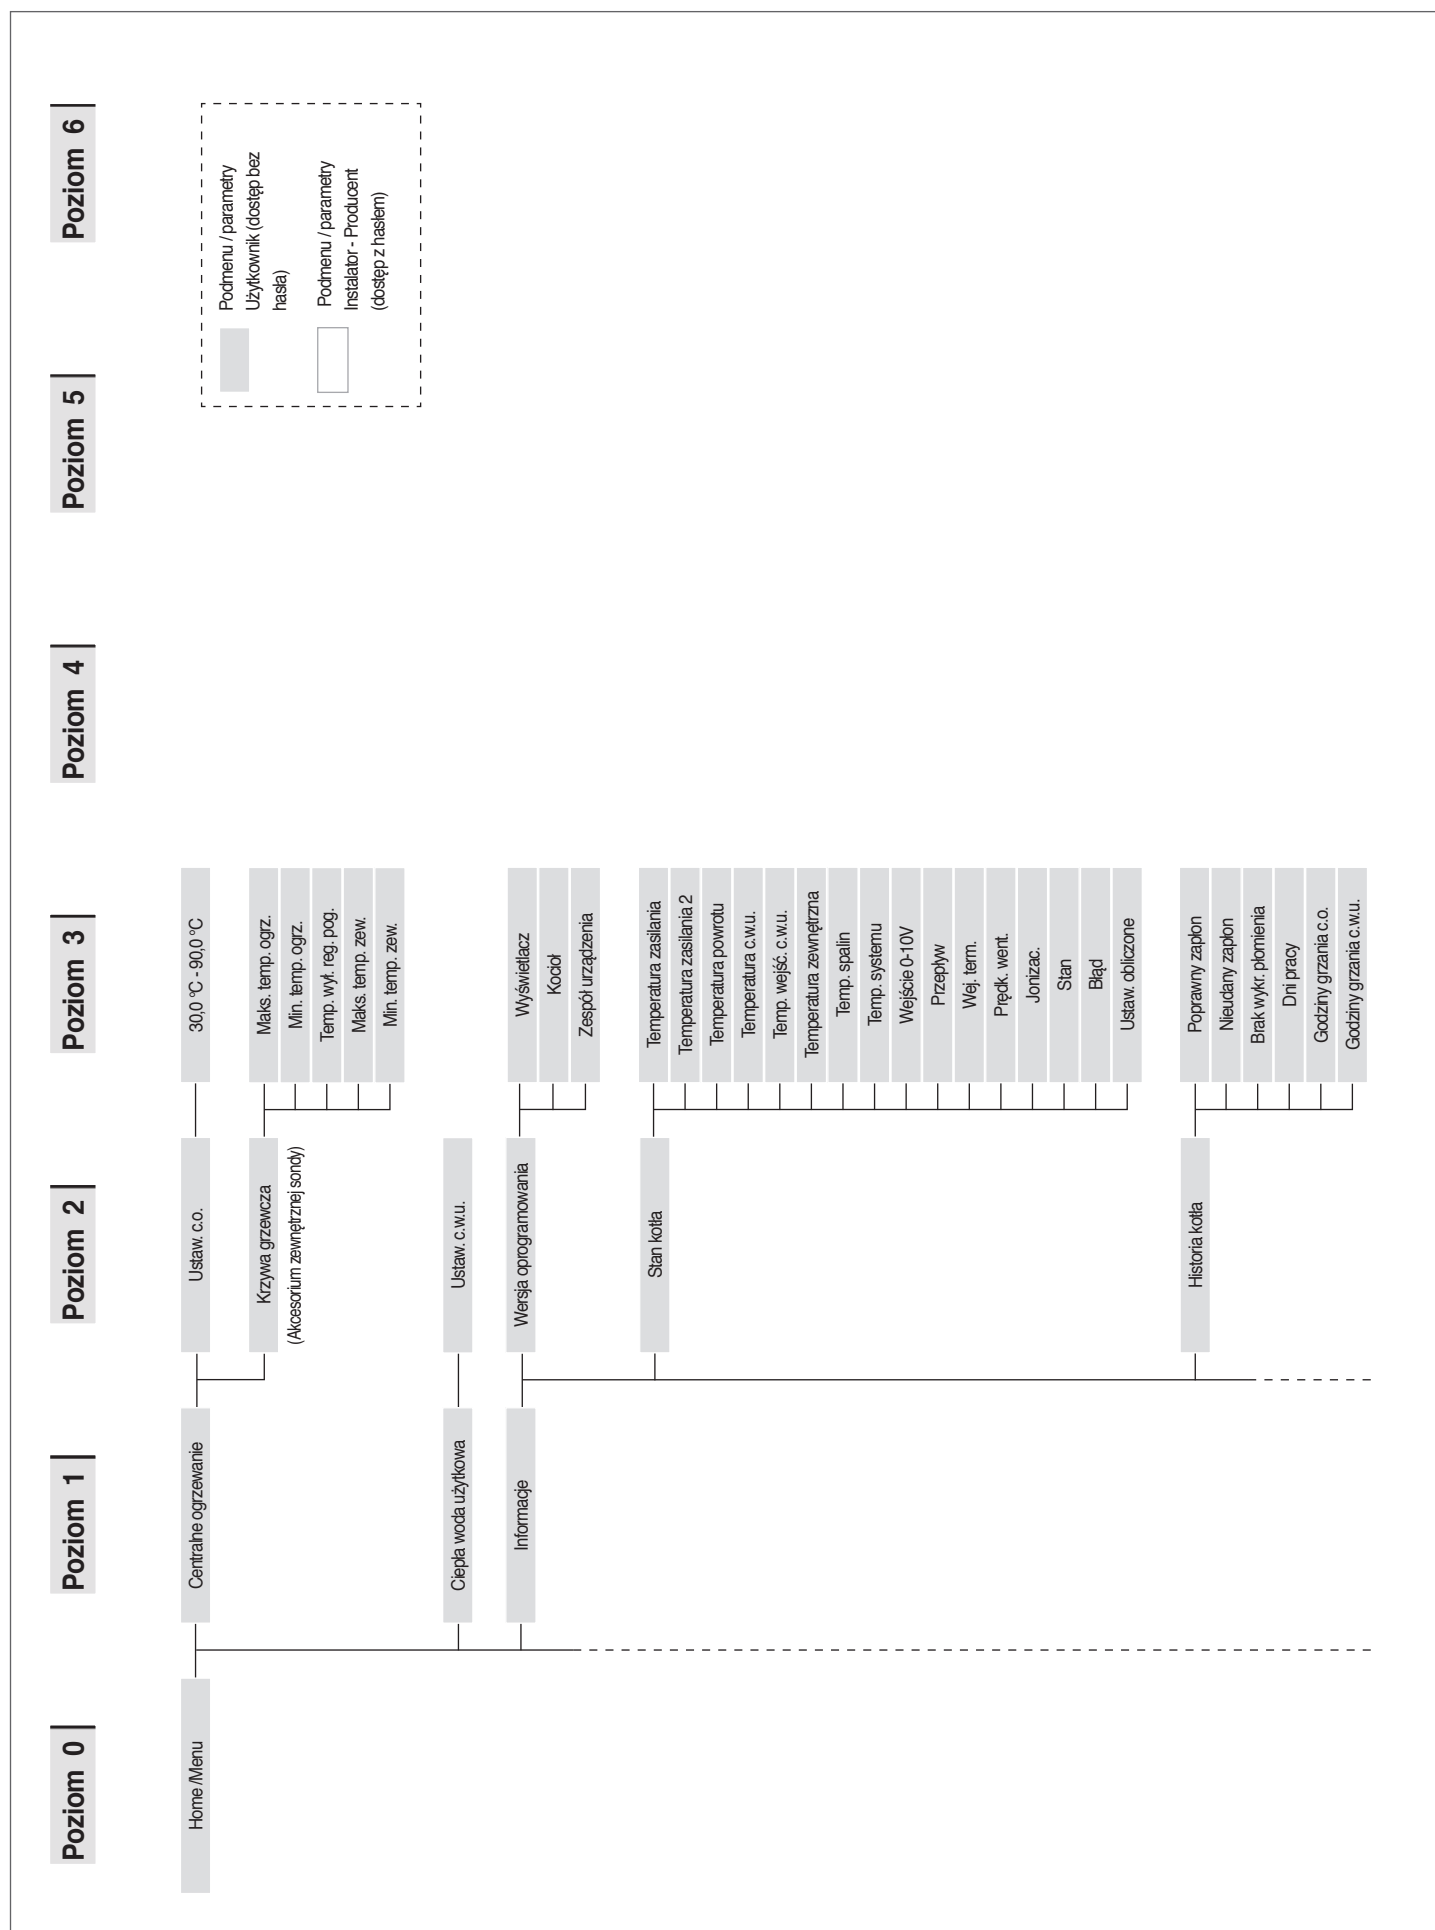 Poziom 0
Poziom 1
Poziom 2
Poziom 3
Poziom 4
Poziom 5
Poziom 6
Home /Menu
Centralne ogrzewanie
Ustaw. c.o.
30,0 °C - 90,0 °C
Krzywa grzewcza
(Akcesorium zewnętrznej sondy)
Maks. temp. ogrz.
Min. temp. ogrz.
Temp. wył. reg. pog.
Maks. temp. zew.
Min. temp. zew.
Ciepła woda użytkowa
Ustaw. c.w.u.
Informacje
Wersja oprogramowania
Wyświetlacz
Kocioł
Zespół urządzenia
Stan kotła
Temperatura zasilania
Temperatura zasilania 2
Temperatura powrotu
Temperatura c.w.u.
Temp. wejść. c.w.u.
Temperatura zewnętrzna
Temp. spalin
Temp. systemu
Wejście 0-10V
Przepływ
Wej. term.
Prędk. went.
Jonizac.
Stan
Błąd
Ustaw. obliczone
Historia kotła
Poprawny zapłon
Nieudany zapłon
Brak wykr. płomienia
Dni pracy
Godziny grzania c.o.
Godziny grzania c.w.u.
Podmenu / parametry
Użytkownik (dostęp bez
hasła)
Podmenu / parametry
Instalator - Producent
(dostęp z hasłem)